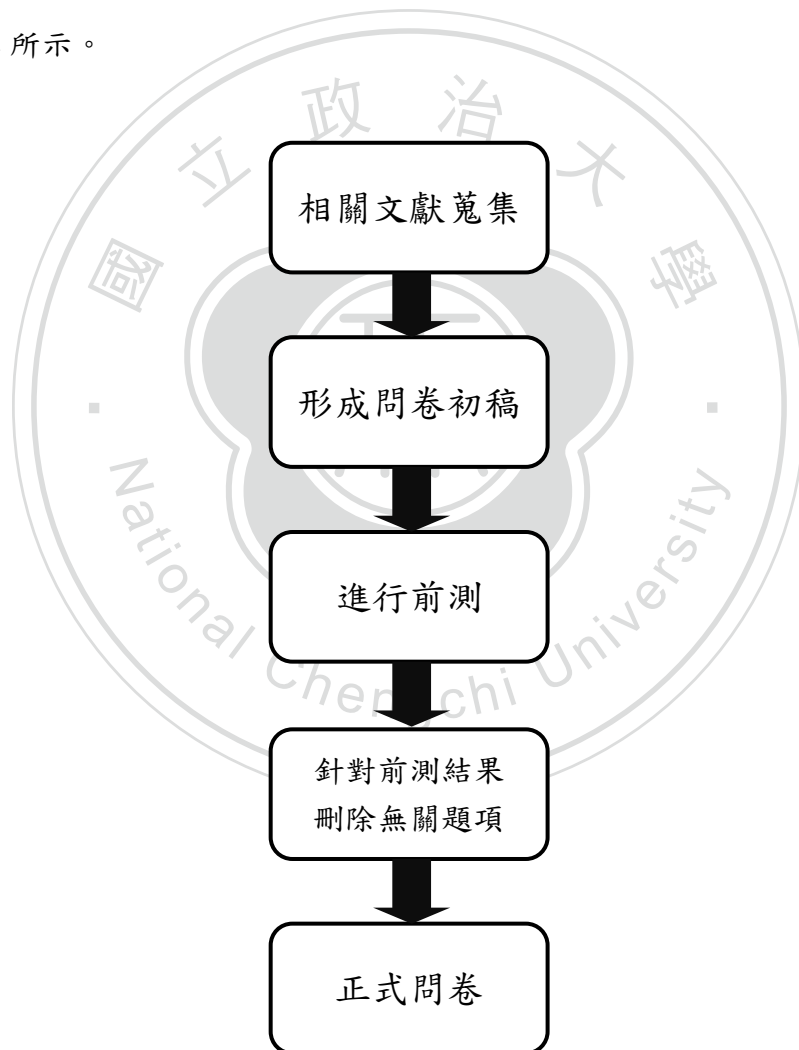 所示。
國立政治大學
相關文獻蒐集
形成問卷初稿
進行前測
針對前測結果
刪除無關題項
正式問卷
National Chengchi University